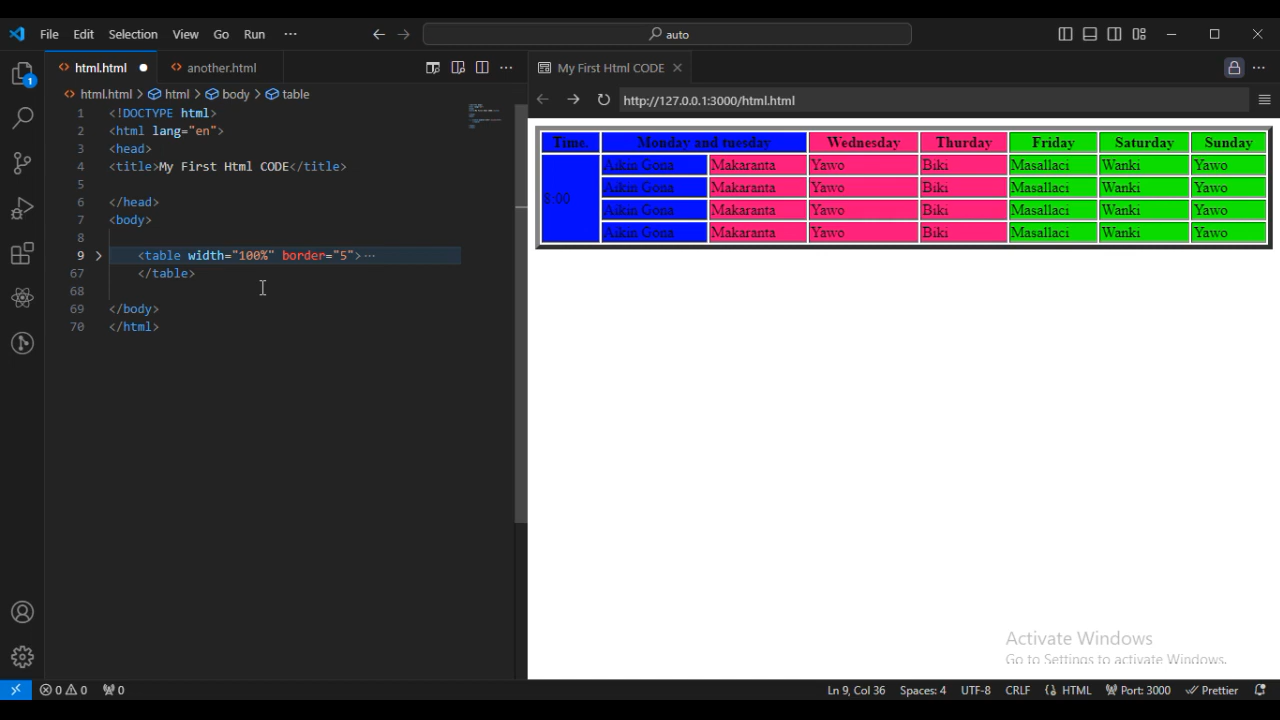 File Edit Selection View Go Run ··· auto
html.html another.html
html.html > html > body > table
1 <!DOCTYPE html>
2 <html lang="en">
3 <head>
4 <title>My First Html CODE</title>
5
6 </head>
7 <body>
8
9 <table width="100%" border="5">···
67 </table>
68
69 </body>
70 </html>
My First Html CODE
http://127.0.0.1:3000/html.html
Time. Monday and tuesday Wednesday Thurday Friday Saturday Sunday
8:00 Aikin Gona Makaranta Yawo Biki Masallaci Wanki Yawo
Aikin Gona Makaranta Yawo Biki Masallaci Wanki Yawo
Aikin Gona Makaranta Yawo Biki Masallaci Wanki Yawo
Aikin Gona Makaranta Yawo Biki Masallaci Wanki Yawo
Activate Windows
Go to Settings to activate Windows.
1
0 0 0 Ln 9, Col 36 Spaces: 4 UTF-8 CRLF HTML Port: 3000 Prettier